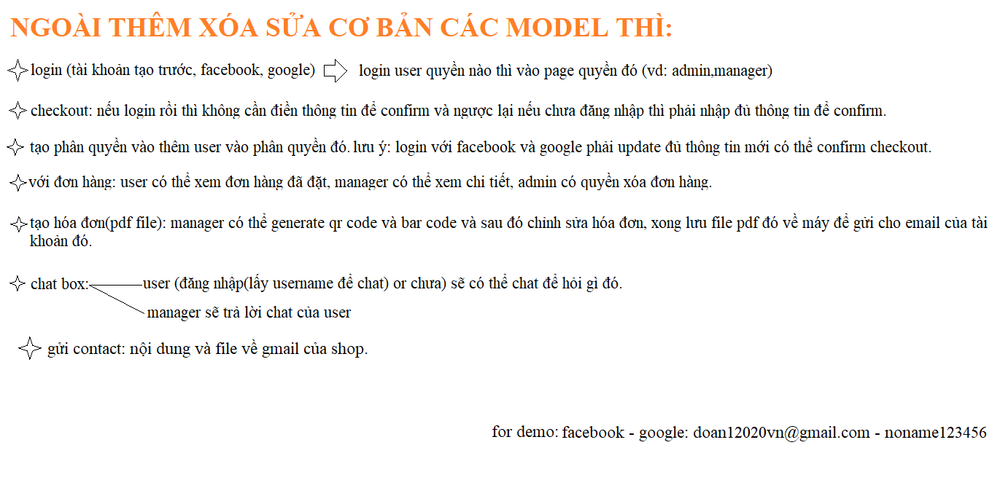 NGOÀI THÊM XÓA SỬA CƠ BẢN CÁC MODEL THÌ:
login (tài khoản tạo trước, facebook, google) login user quyền nào thì vào page quyền đó (vd: admin,manager)
checkout: nếu login rồi thì không cần điền thông tin để confirm và ngược lại nếu chưa đăng nhập thì phải nhập đủ thông tin để confirm.
tạo phân quyền vào thêm user vào phân quyền đó. lưu ý: login với facebook và google phải update đủ thông tin mới có thể confirm checkout.
với đơn hàng: user có thể xem đơn hàng đã đặt, manager có thể xem chi tiết, admin có quyền xóa đơn hàng.
tạo hóa đơn(pdf file): manager có thể generate qr code và bar code và sau đó chỉnh sửa hóa đơn, xong lưu file pdf đó về máy để gửi cho email của tài
khoản đó.
chat box: user (đăng nhập(lấy username để chat) or chưa) sẽ có thể chat để hỏi gì đó.
manager sẽ trả lời chat của user
gửi contact: nội dung và file về gmail của shop.
for demo: facebook - google: doan12020vn@gmail.com - noname123456